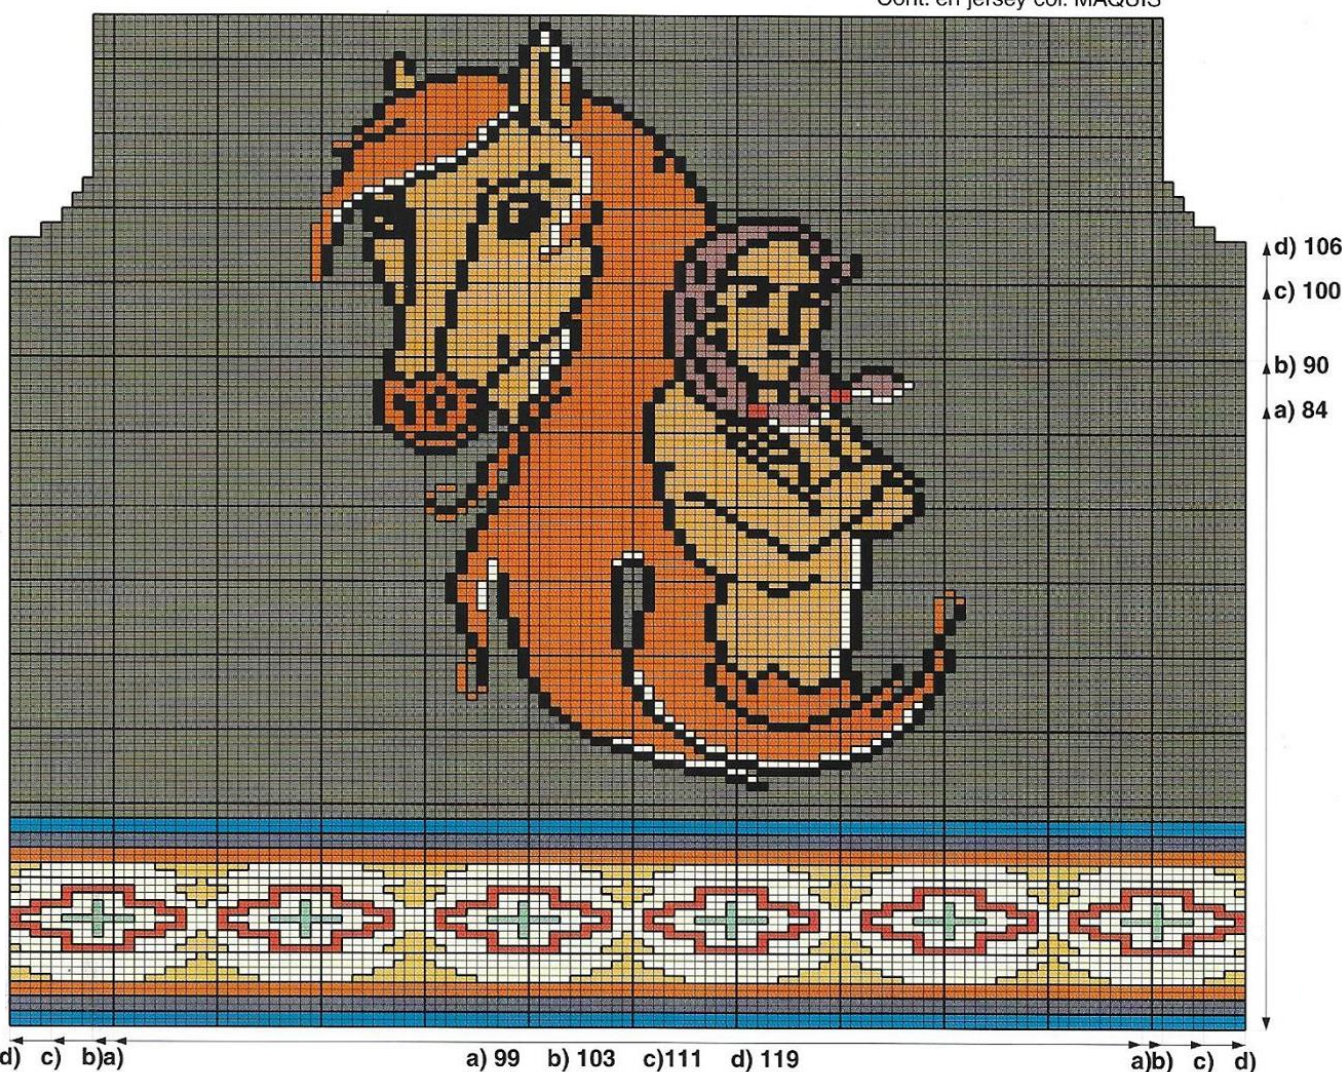 Cont. en jersey col. MAQUIS
d) 106
c) 100
b) 90
a) 84
d) c) b)a) a) 99 b) 103 c)111 d) 119 a)b) c) d)